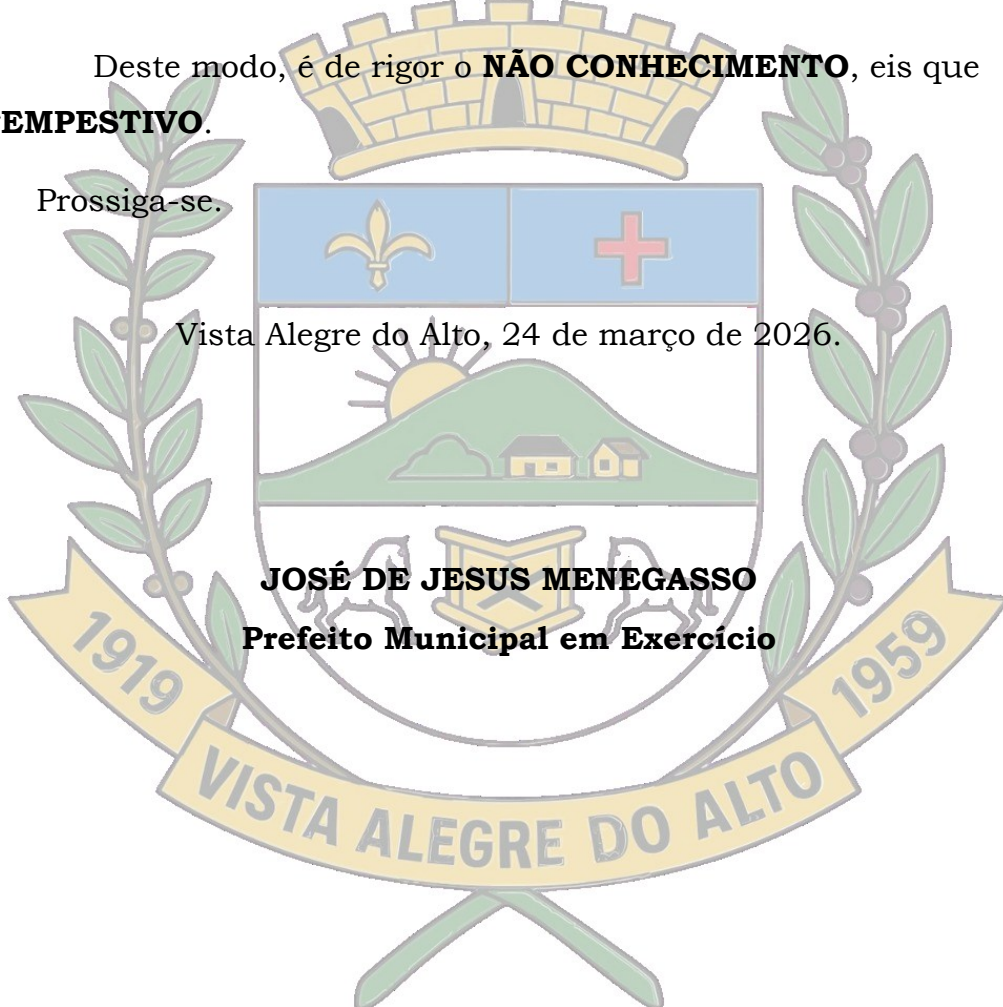 Deste modo, é de rigor o NÃO CONHECIMENTO, eis que
EMPESTIVO.
Prossiga-se.
Vista Alegre do Alto, 24 de março de 2026.
JOSÉ DE JESUS MENEGASSO
Prefeito Municipal em Exercício
1919
VISTA ALEGRE DO ALTO
1959